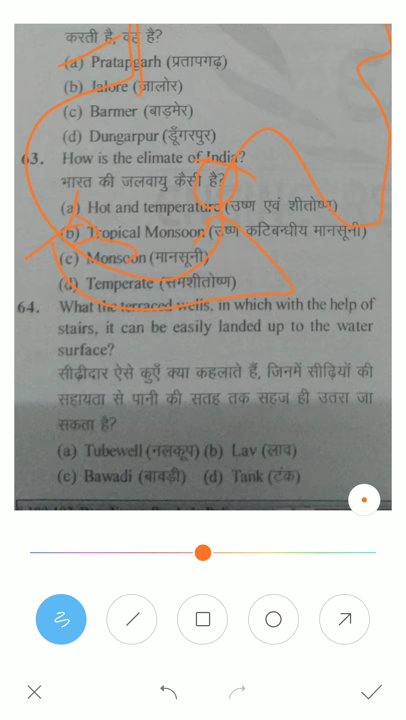 करती है, वह है?
(a) Pratapgarh (प्रतापगढ़)
(b) Jalore (जालोर)
(c) Barmer (बाड़मेर)
(d) Dungarpur (डूँगरपुर)
63. How is the elimate of India?
भारत की जलवायु कैसी है?
(a) Hot and temperature (उष्ण एवं शीतोष्ण)
(b) Tropical Monsoon (उष्ण कटिबन्धीय मानसूनी)
(c) Monsoon (मानसूनी)
(d) Temperate (समशीतोष्ण)
64. What the terraced wells, in which with the help of
stairs, it can be easily landed up to the water
surface?
सीढ़ीदार ऐसे कुएँ क्या कहलाते हैं, जिनमें सीढ़ियों की
सहायता से पानी की सतह तक सहज ही उतरा जा
सकता है?
(a) Tubewell (नलकूप) (b) Lav (लाव)
(c) Bawadi (बावड़ी) (d) Tank (टंक)